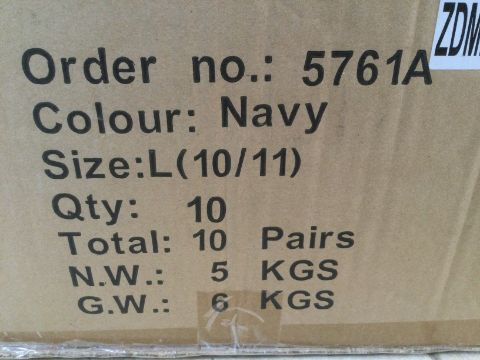 ZDM
Order no.: 5761A
Colour: Navy
Size:L(10/11)
Qty: 10
Total: 10 Pairs
N.W.: 5 KGS
G.W.: 6 KGS